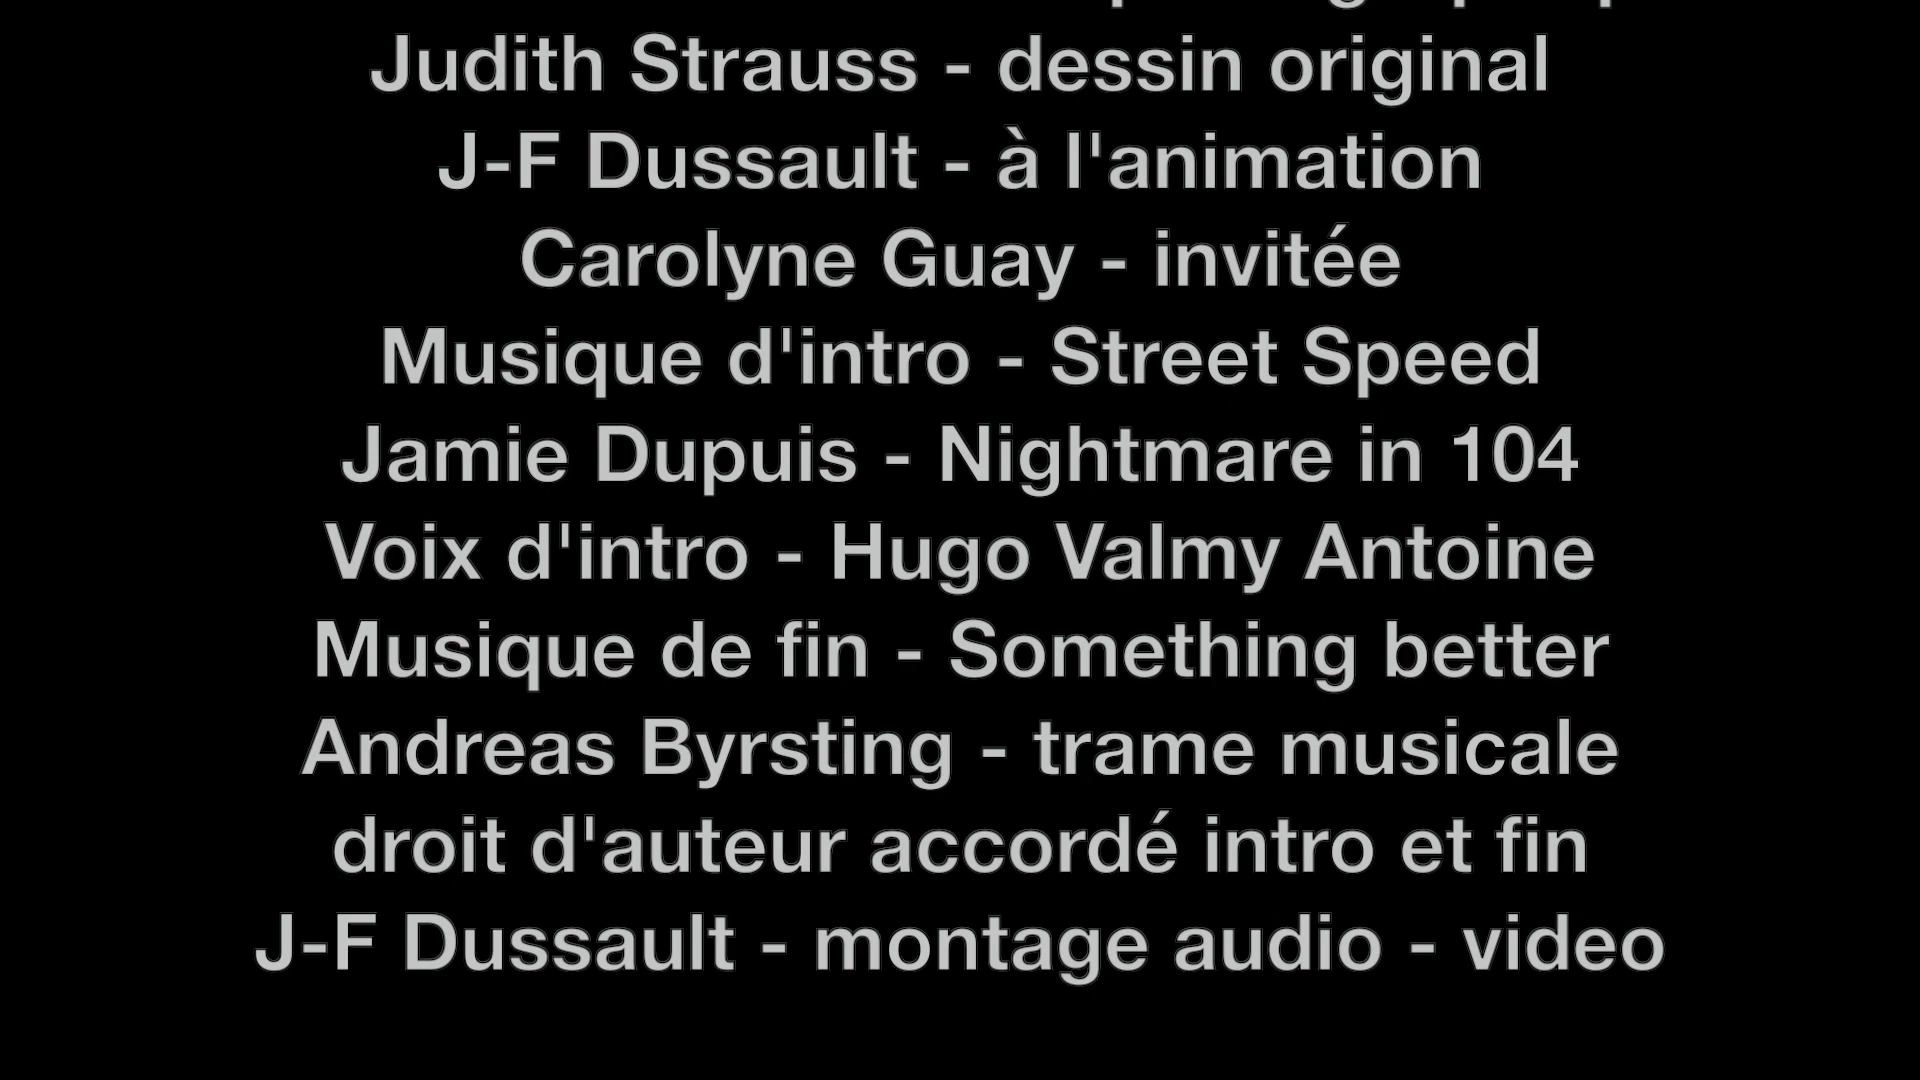 Judith Strauss - dessin original
J-F Dussault - à l'animation
Carolyne Guay - invitée
Musique d'intro - Street Speed
Jamie Dupuis - Nightmare in 104
Voix d'intro - Hugo Valmy Antoine
Musique de fin - Something better
Andreas Byrsting - trame musicale
droit d'auteur accordé intro et fin
J-F Dussault - montage audio - video